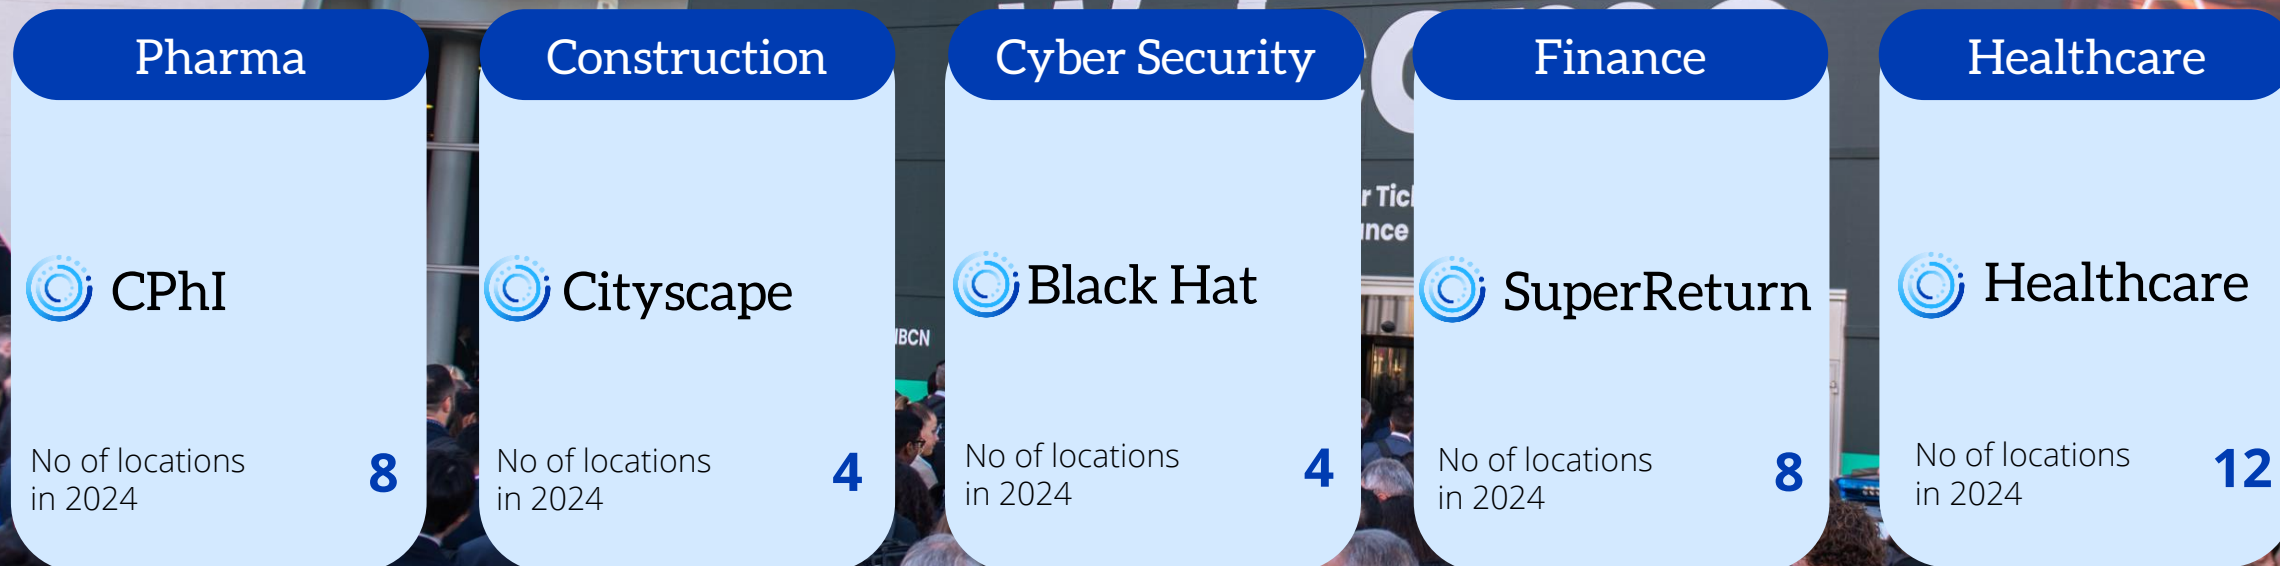 Pharma
CPhI
No of locations
in 2024
8
Construction
Cityscape
No of locations
in 2024
4
Cyber Security
Black Hat
No of locations
in 2024
4
Finance
SuperReturn
No of locations
in 2024
8
Healthcare
Healthcare
No of locations
in 2024
12